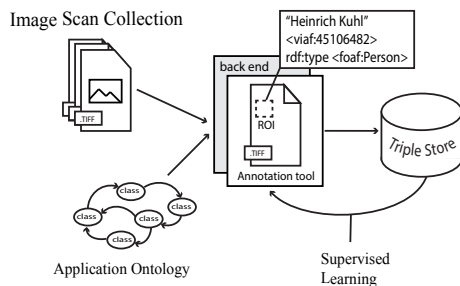 Image Scan Collection
"Heinrich Kuhl"
<viaf:45106482>
rdf:type <foaf:Person>
back end
.TIFF
ROI
.TIFF
Annotation tool
Triple Store
class
class
class
class
class
Application Ontology
Supervised
Learning